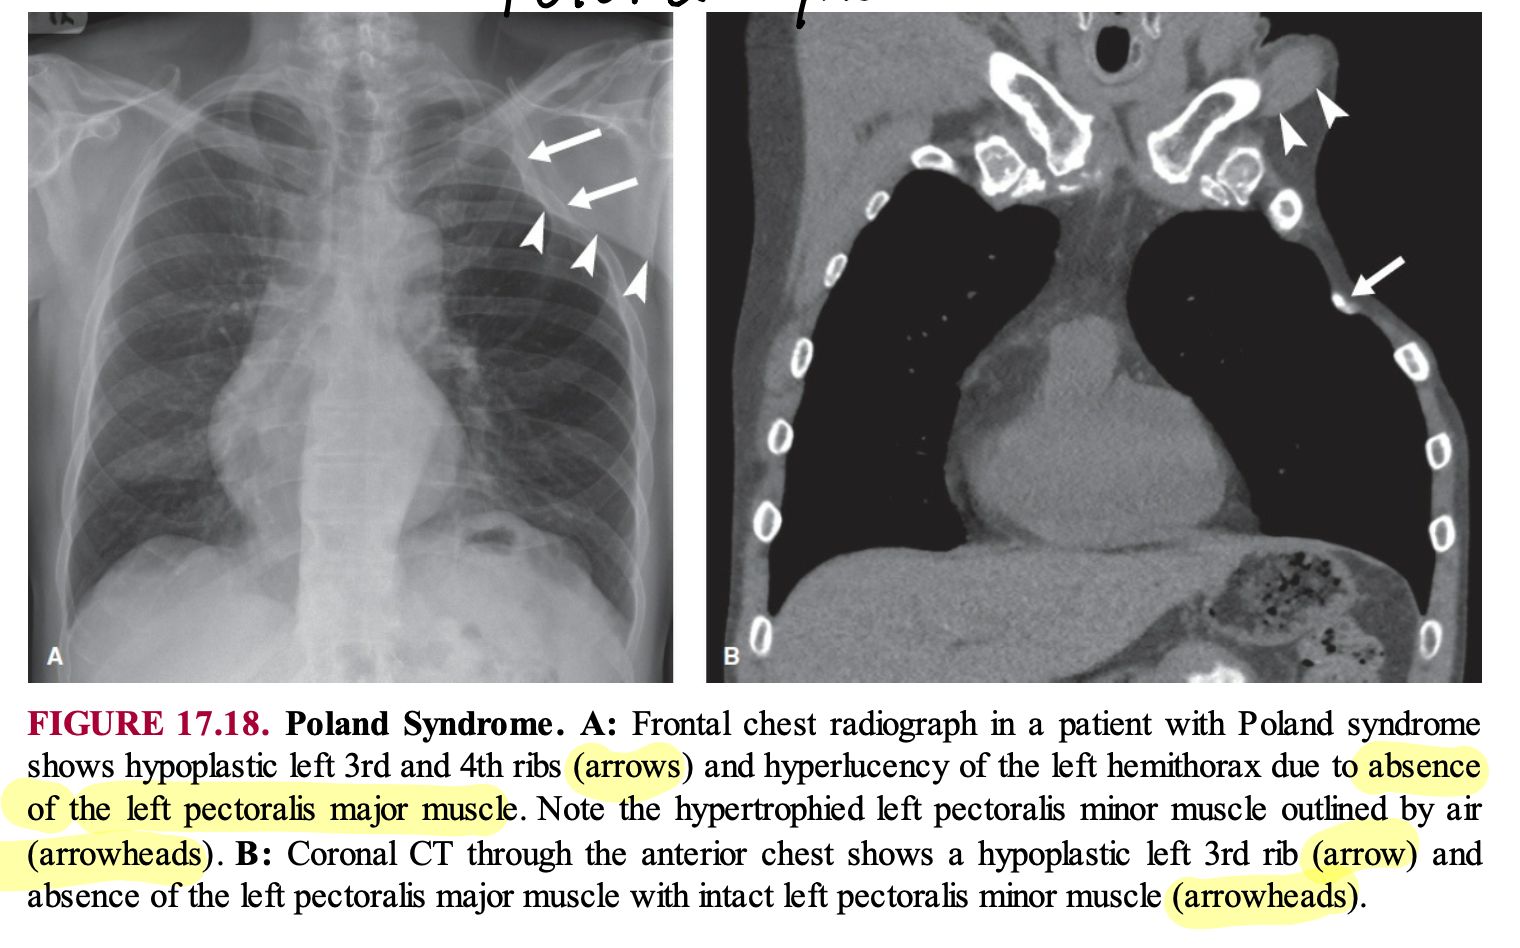 A
B
FIGURE 17.18. Poland Syndrome. A: Frontal chest radiograph in a patient with Poland syndrome
shows hypoplastic left 3rd and 4th ribs (arrows) and hyperlucency of the left hemithorax due to absence
of the left pectoralis major muscle. Note the hypertrophied left pectoralis minor muscle outlined by air
(arrowheads). B: Coronal CT through the anterior chest shows a hypoplastic left 3rd rib (arrow) and
absence of the left pectoralis major muscle with intact left pectoralis minor muscle (arrowheads).